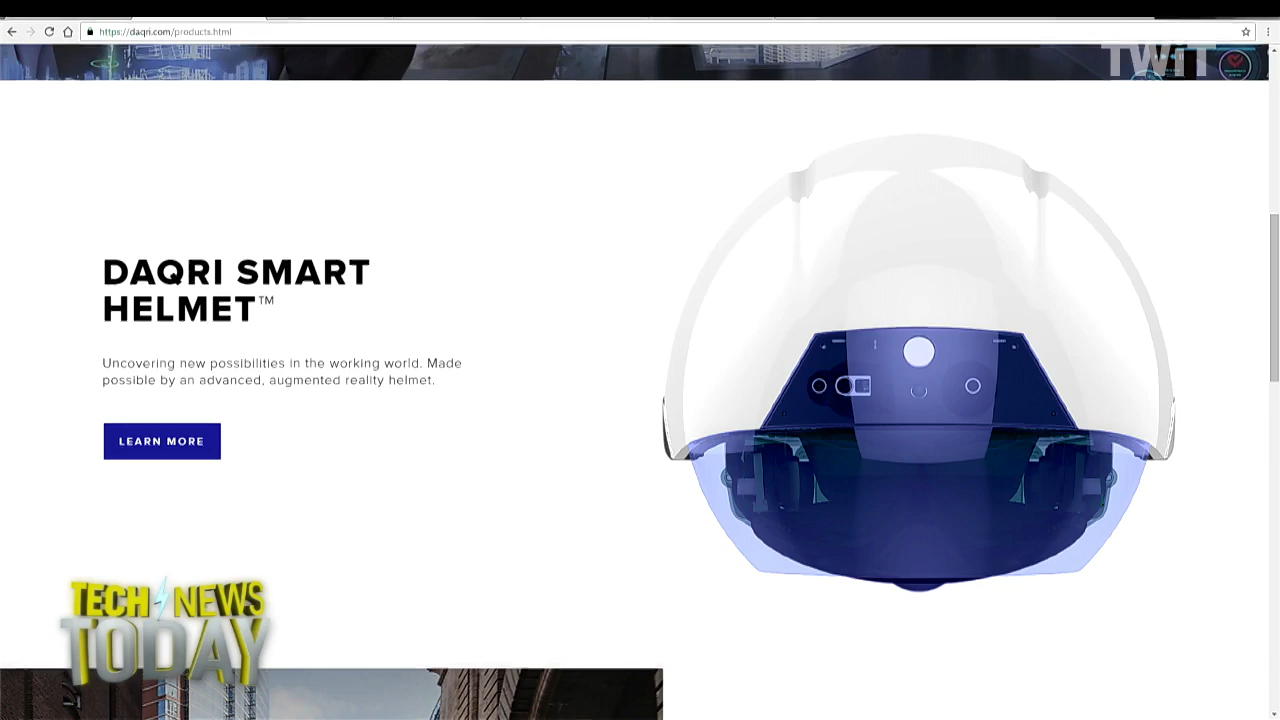 https://daqri.com/products.html
TWiT
DAQRI SMART
HELMET™
Uncovering new possibilities in the working world. Made
possible by an advanced, augmented reality helmet.
LEARN MORE
TECH NEWS
TODAY